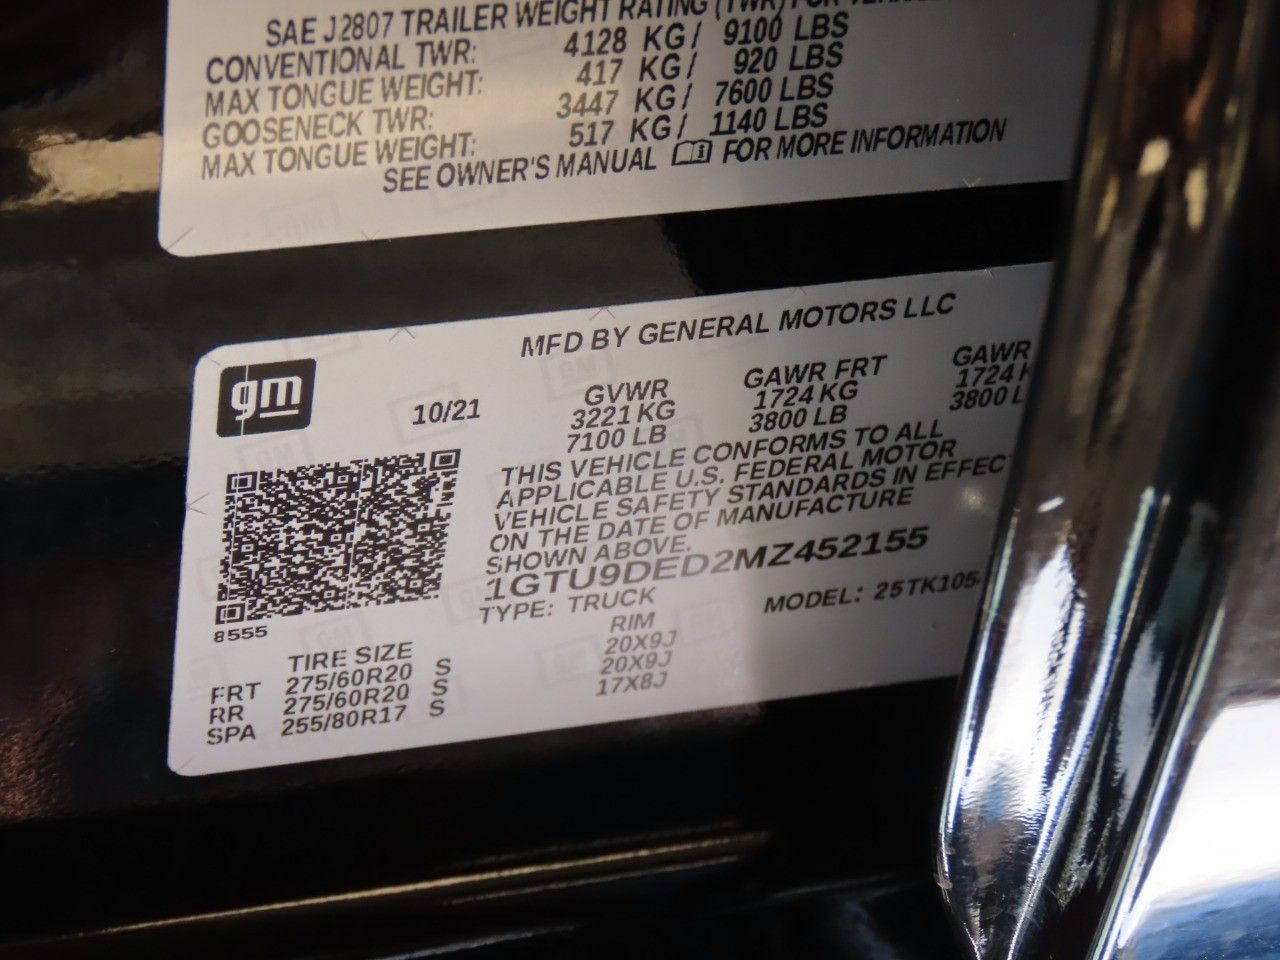 SAE J2807 TRAILER WEIGHT RATING (TWR) FOR
CONVENTIONAL TWR: 4128 KG / 9100 LBS
MAX TONGUE WEIGHT: 417 KG / 920 LBS
GOOSENECK TWR: 3447 KG / 7600 LBS
MAX TONGUE WEIGHT: 517 KG / 1140 LBS
SEE OWNER'S MANUAL FOR MORE INFORMATION
MFD BY GENERAL MOTORS LLC
gm
10/21
GVWR GAWR FRT GAWR
3221 KG 1724 KG 1724 K
7100 LB 3800 LB 3800 L
THIS VEHICLE CONFORMS TO ALL
APPLICABLE U.S. FEDERAL MOTOR
VEHICLE SAFETY STANDARDS IN EFFECT
ON THE DATE OF MANUFACTURE
SHOWN ABOVE.
1GTU9DED2MZ452155
TYPE: TRUCK MODEL: 25TK105
8555
TIRE SIZE RIM
FRT 275/60R20 S 20X9J
RR 275/60R20 S 20X9J
SPA 255/80R17 S 17X8J